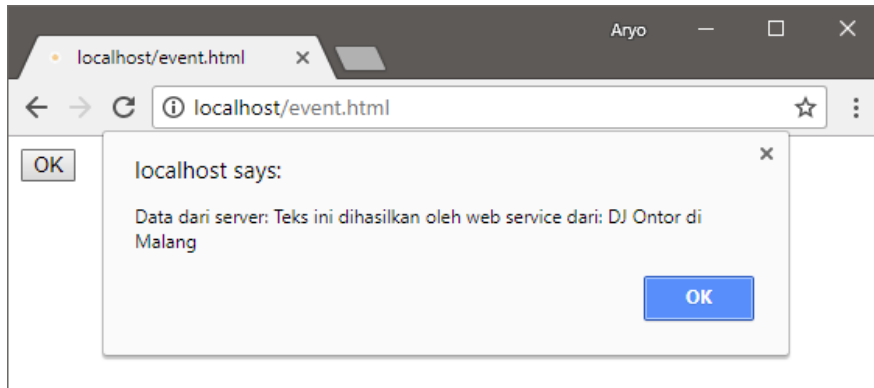 Aryo
localhost/event.html
localhost/event.html
OK
localhost says:
Data dari server: Teks ini dihasilkan oleh web service dari: DJ Ontor di
Malang
OK